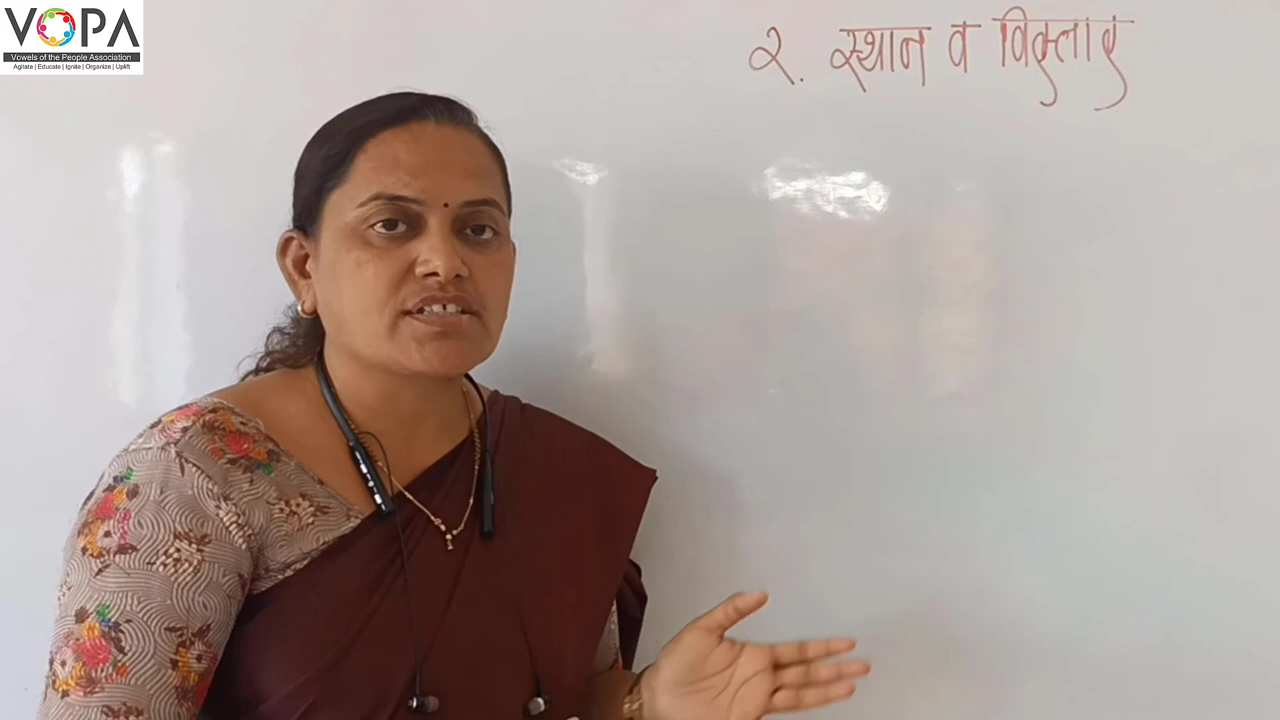 VOPA
Vowels of the People Association
Agitate | Educate | Ignite | Organize | Uplift
२. स्थान व विस्तार